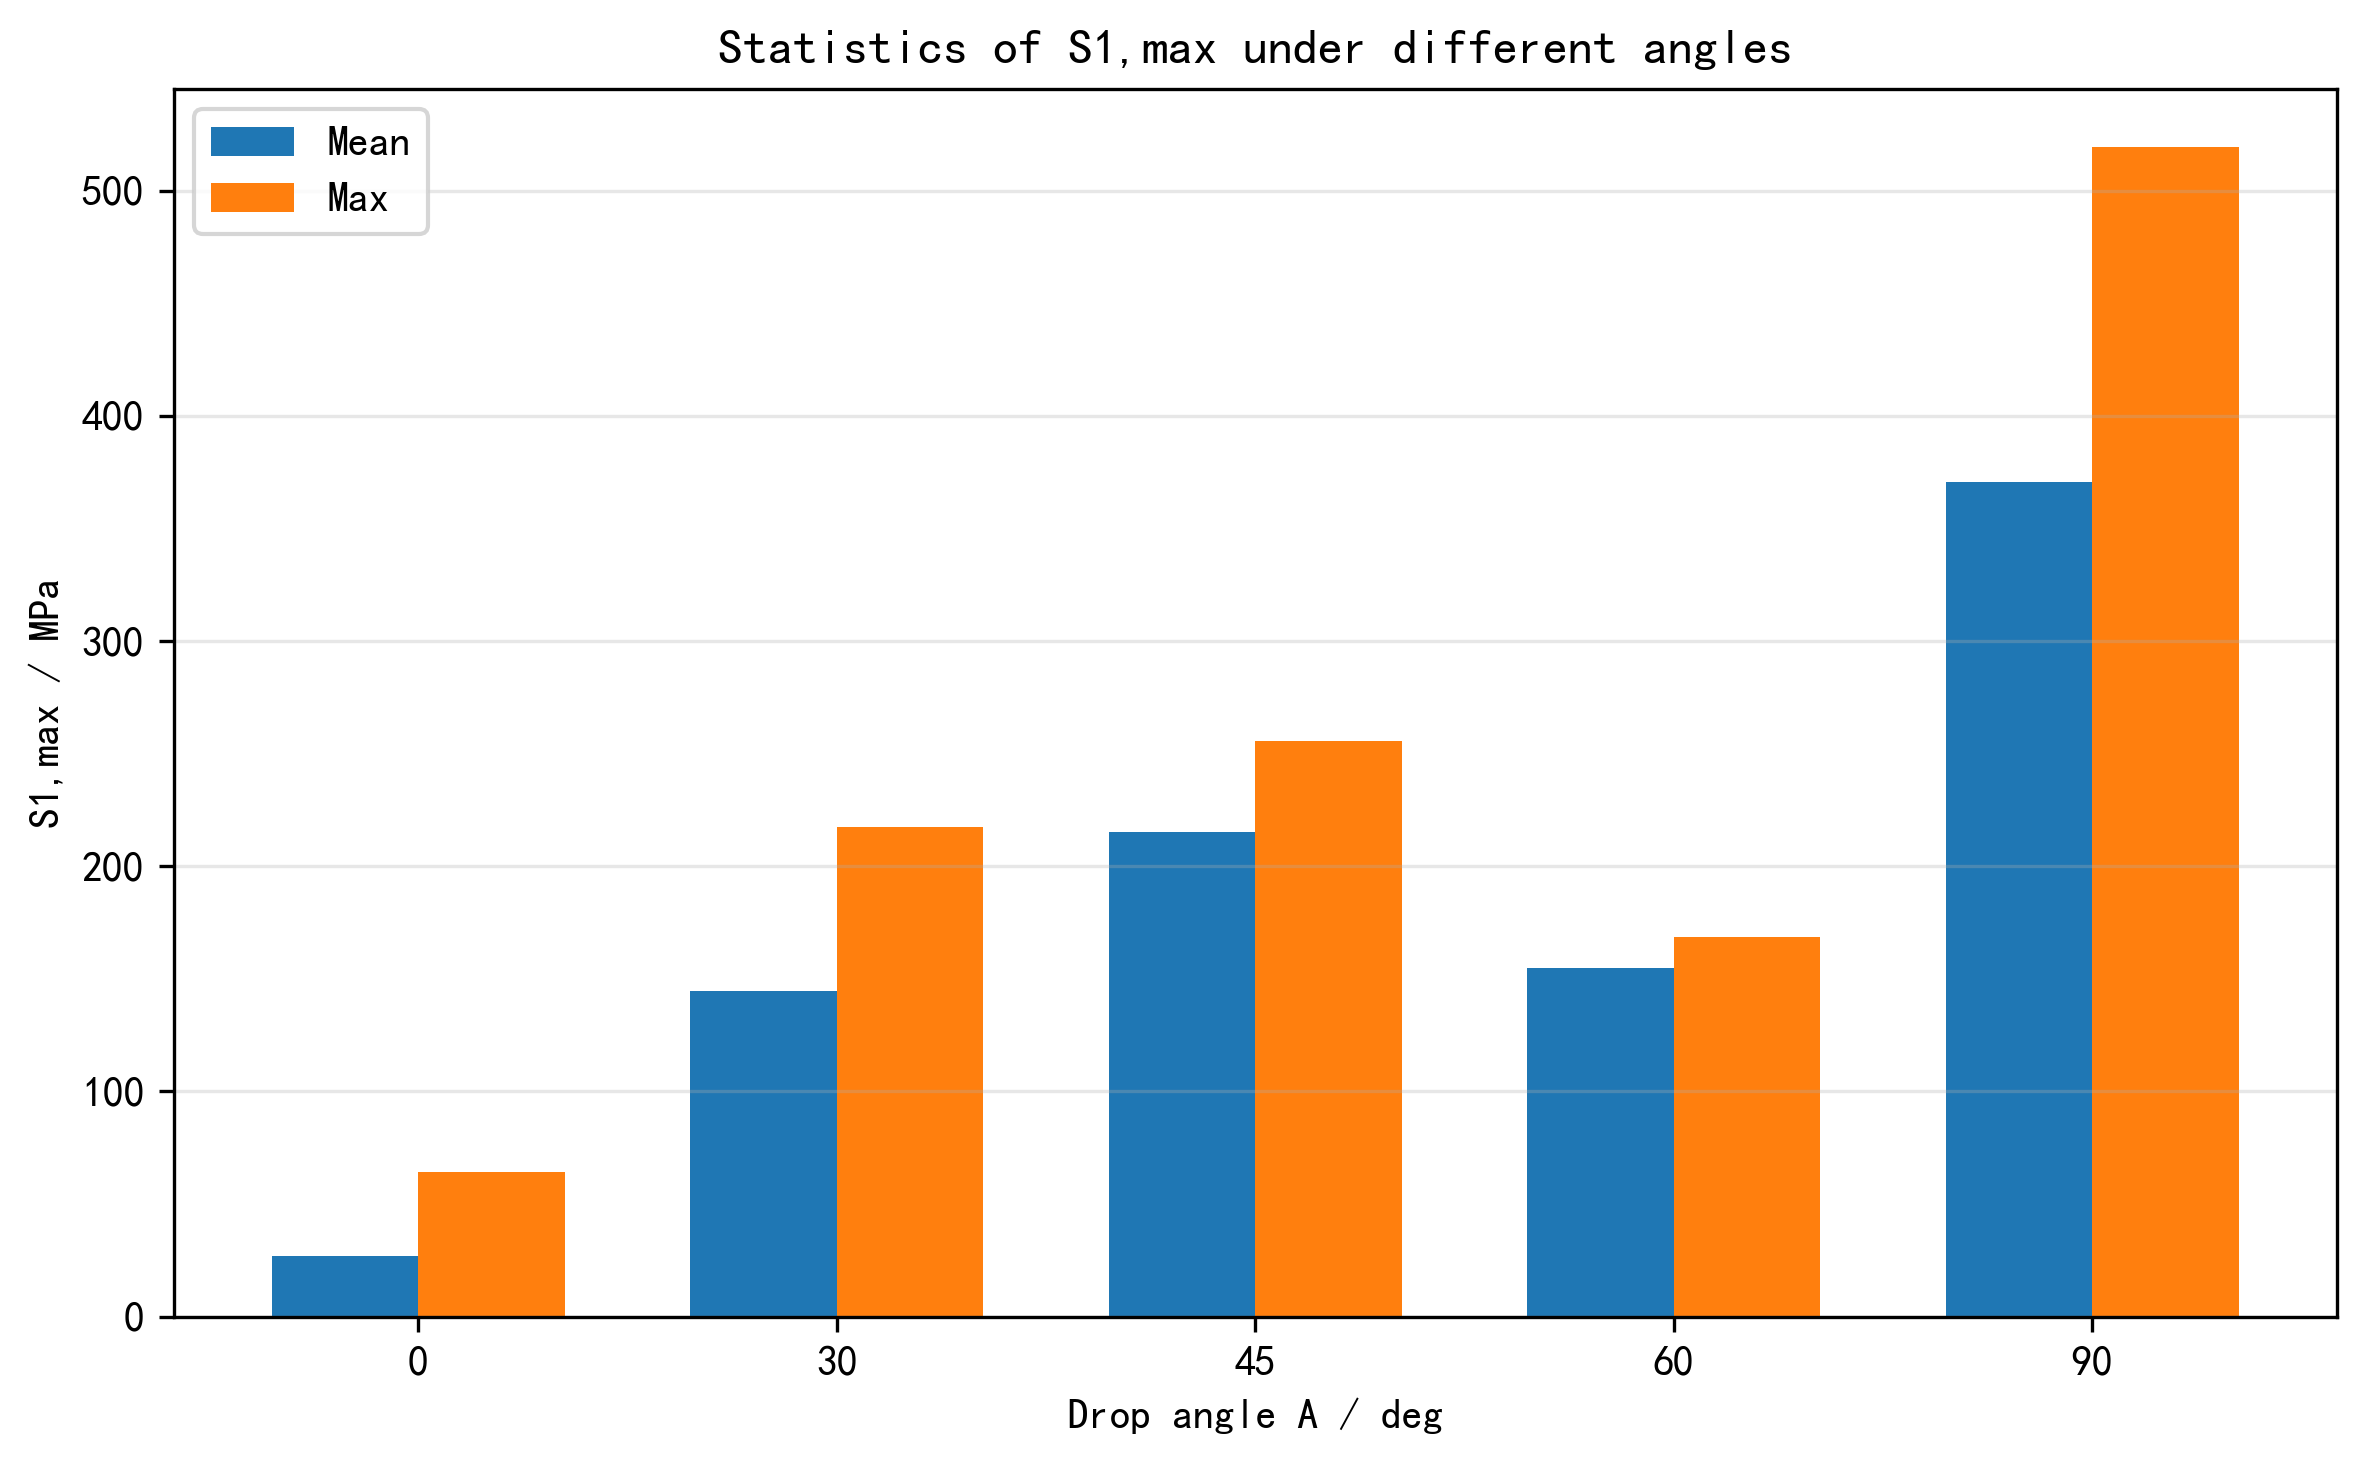 Statistics of S1,max under different angles
Mean
Max
500
400
300
200
100
0
S1,max / MPa
0 30 45 60 90
Drop angle A / deg